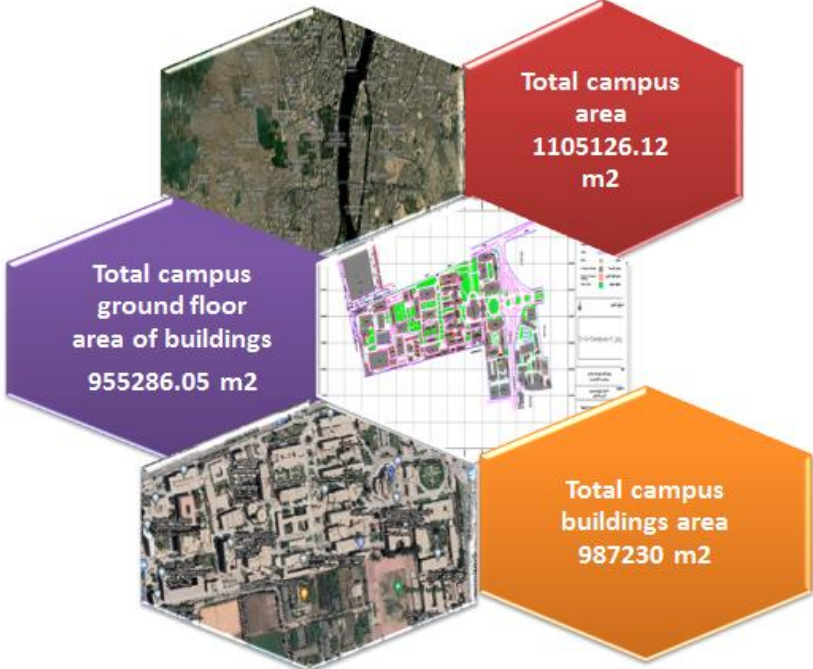 Total campus
area
1105126.12
m2
Total campus
ground floor
area of buildings
955286.05 m2
Total campus
buildings area
987230 m2